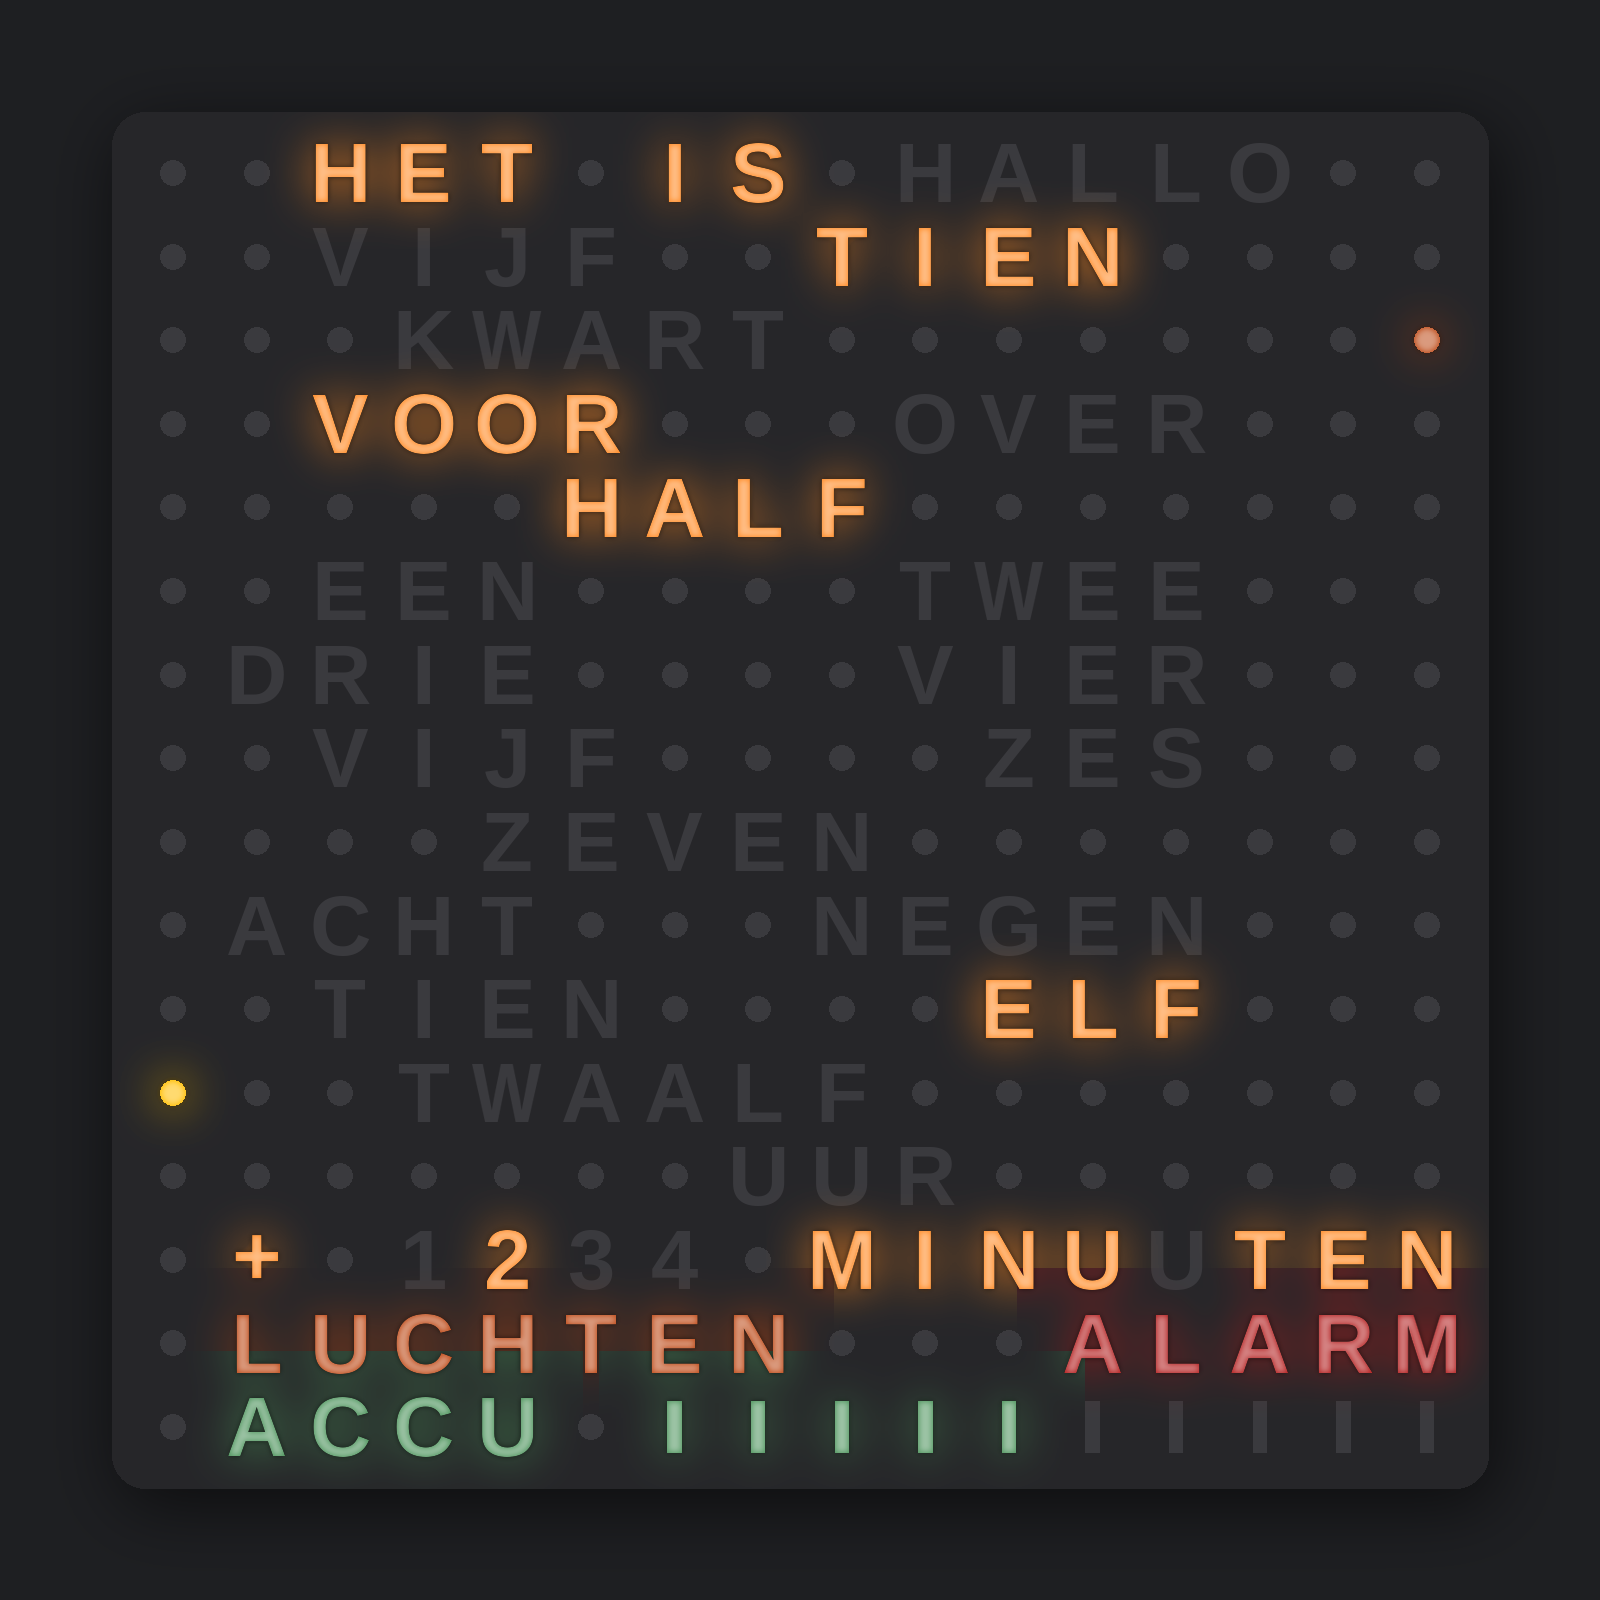 HET IS HALLO
VIJF TIEN
KWART
VOOR OVER
HALF
EEN TWEE
DRIE VIER
VIJF ZES
ZEVEN
ACHT NEGEN
TIEN ELF
TWAALF
UUR
+ 1 2 3 4 MINUUTEN
LUCHTEN ALARM
ACCU IIIIIIIIII